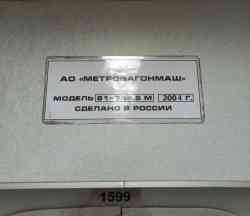 АО «МЕТРОВАГОНМАШ»
МОДЕЛЬ 2004 Г.
СДЕЛАНО В РОССИИ
1599